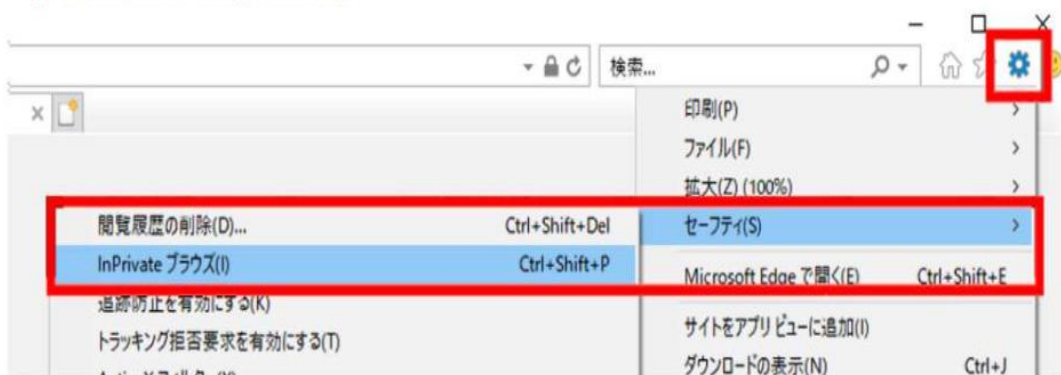 検索...
印刷(P)
ファイル(F)
拡大(Z) (100%)
セーフティ(S)
Microsoft Edge で開く(E) Ctrl+Shift+E
サイトをアプリ ビューに追加(I)
ダウンロードの表示(N) Ctrl+J
閲覧履歴の削除(D)... Ctrl+Shift+Del
InPrivate ブラウズ(I) Ctrl+Shift+P
追跡防止を有効にする(K)
トラッキング拒否要求を有効にする(T)